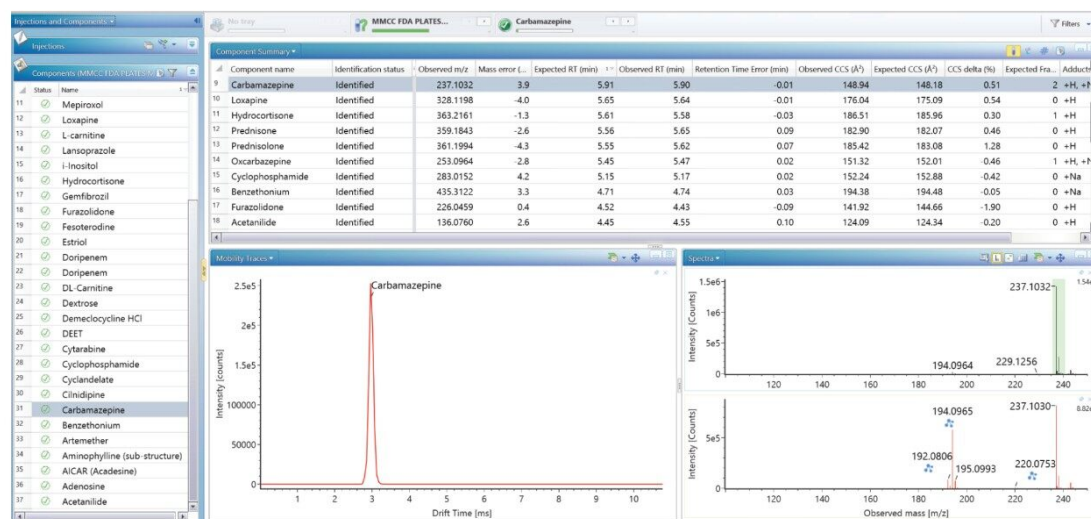 Injections and Components
No tray
MMCC FDA PLATES...
Carbamazepine
Filters
Injections
Components (MMCC FDA PLATES M
Status Name
11 Mepiroxol
12 Loxapine
13 L-carnitine
14 Lansoprazole
15 i-Inositol
16 Hydrocortisone
17 Gemfibrozil
18 Furazolidone
19 Fesoterodine
20 Estriol
21 Doripenem
22 Doripenem
23 DL-Carnitine
24 Dextrose
25 Demeclocycline HCl
26 DEET
27 Cytarabine
28 Cyclophosphamide
29 Cyclandelate
30 Cilnidipine
31 Carbamazepine
32 Benzethonium
33 Artemether
34 Aminophylline (sub-structure)
35 AICAR (Acadesine)
36 Adenosine
37 Acetanilide
Component Summary
Component name Identification status Observed m/z Mass error (... Expected RT (min) Observed RT (min) Retention Time Error (min) Observed CCS (Å²) Expected CCS (Å²) CCS delta (%) Expected Fra... Adducts
9 Carbamazepine Identified 237.1032 3.9 5.91 5.90 -0.01 148.94 148.18 0.51 2 +H, +N
10 Loxapine Identified 328.1198 -4.0 5.65 5.64 -0.01 176.04 175.09 0.54 0 +H
11 Hydrocortisone Identified 363.2161 -1.3 5.61 5.58 -0.03 186.51 185.96 0.30 1 +H
12 Prednisone Identified 359.1843 -2.6 5.56 5.65 0.09 182.90 182.07 0.46 0 +H
13 Prednisolone Identified 361.1994 -4.3 5.55 5.62 0.07 185.42 183.08 1.28 0 +H
14 Oxcarbazepine Identified 253.0964 -2.8 5.45 5.47 0.02 151.32 152.01 -0.46 1 +H, +N
15 Cyclophosphamide Identified 283.0152 4.2 5.15 5.17 0.02 152.24 152.88 -0.42 0 +Na
16 Benzethonium Identified 435.3122 3.3 4.71 4.74 0.03 194.38 194.48 -0.05 0 +Na
17 Furazolidone Identified 226.0459 0.4 4.52 4.43 -0.09 141.92 144.66 -1.90 0 +H
18 Acetanilide Identified 136.0760 2.6 4.45 4.55 0.10 124.09 124.34 -0.20 0 +H
Mobility Traces
Carbamazepine
Intensity [counts]
2.5e5
2e5
1.5e5
100000
50000
0
1 2 3 4 5 6 7 8 9 10
Drift Time [ms]
Spectra
Intensity [Counts]
1.5e6
1e6
5e5
0
237.1032
1.54e
194.0964
229.1256
120 140 160 180 200 220 240
Intensity [Counts]
5e5
0
237.1030
8.82e
194.0965
192.0806
195.0993
220.0753
120 140 160 180 200 220 240
Observed mass [m/z]